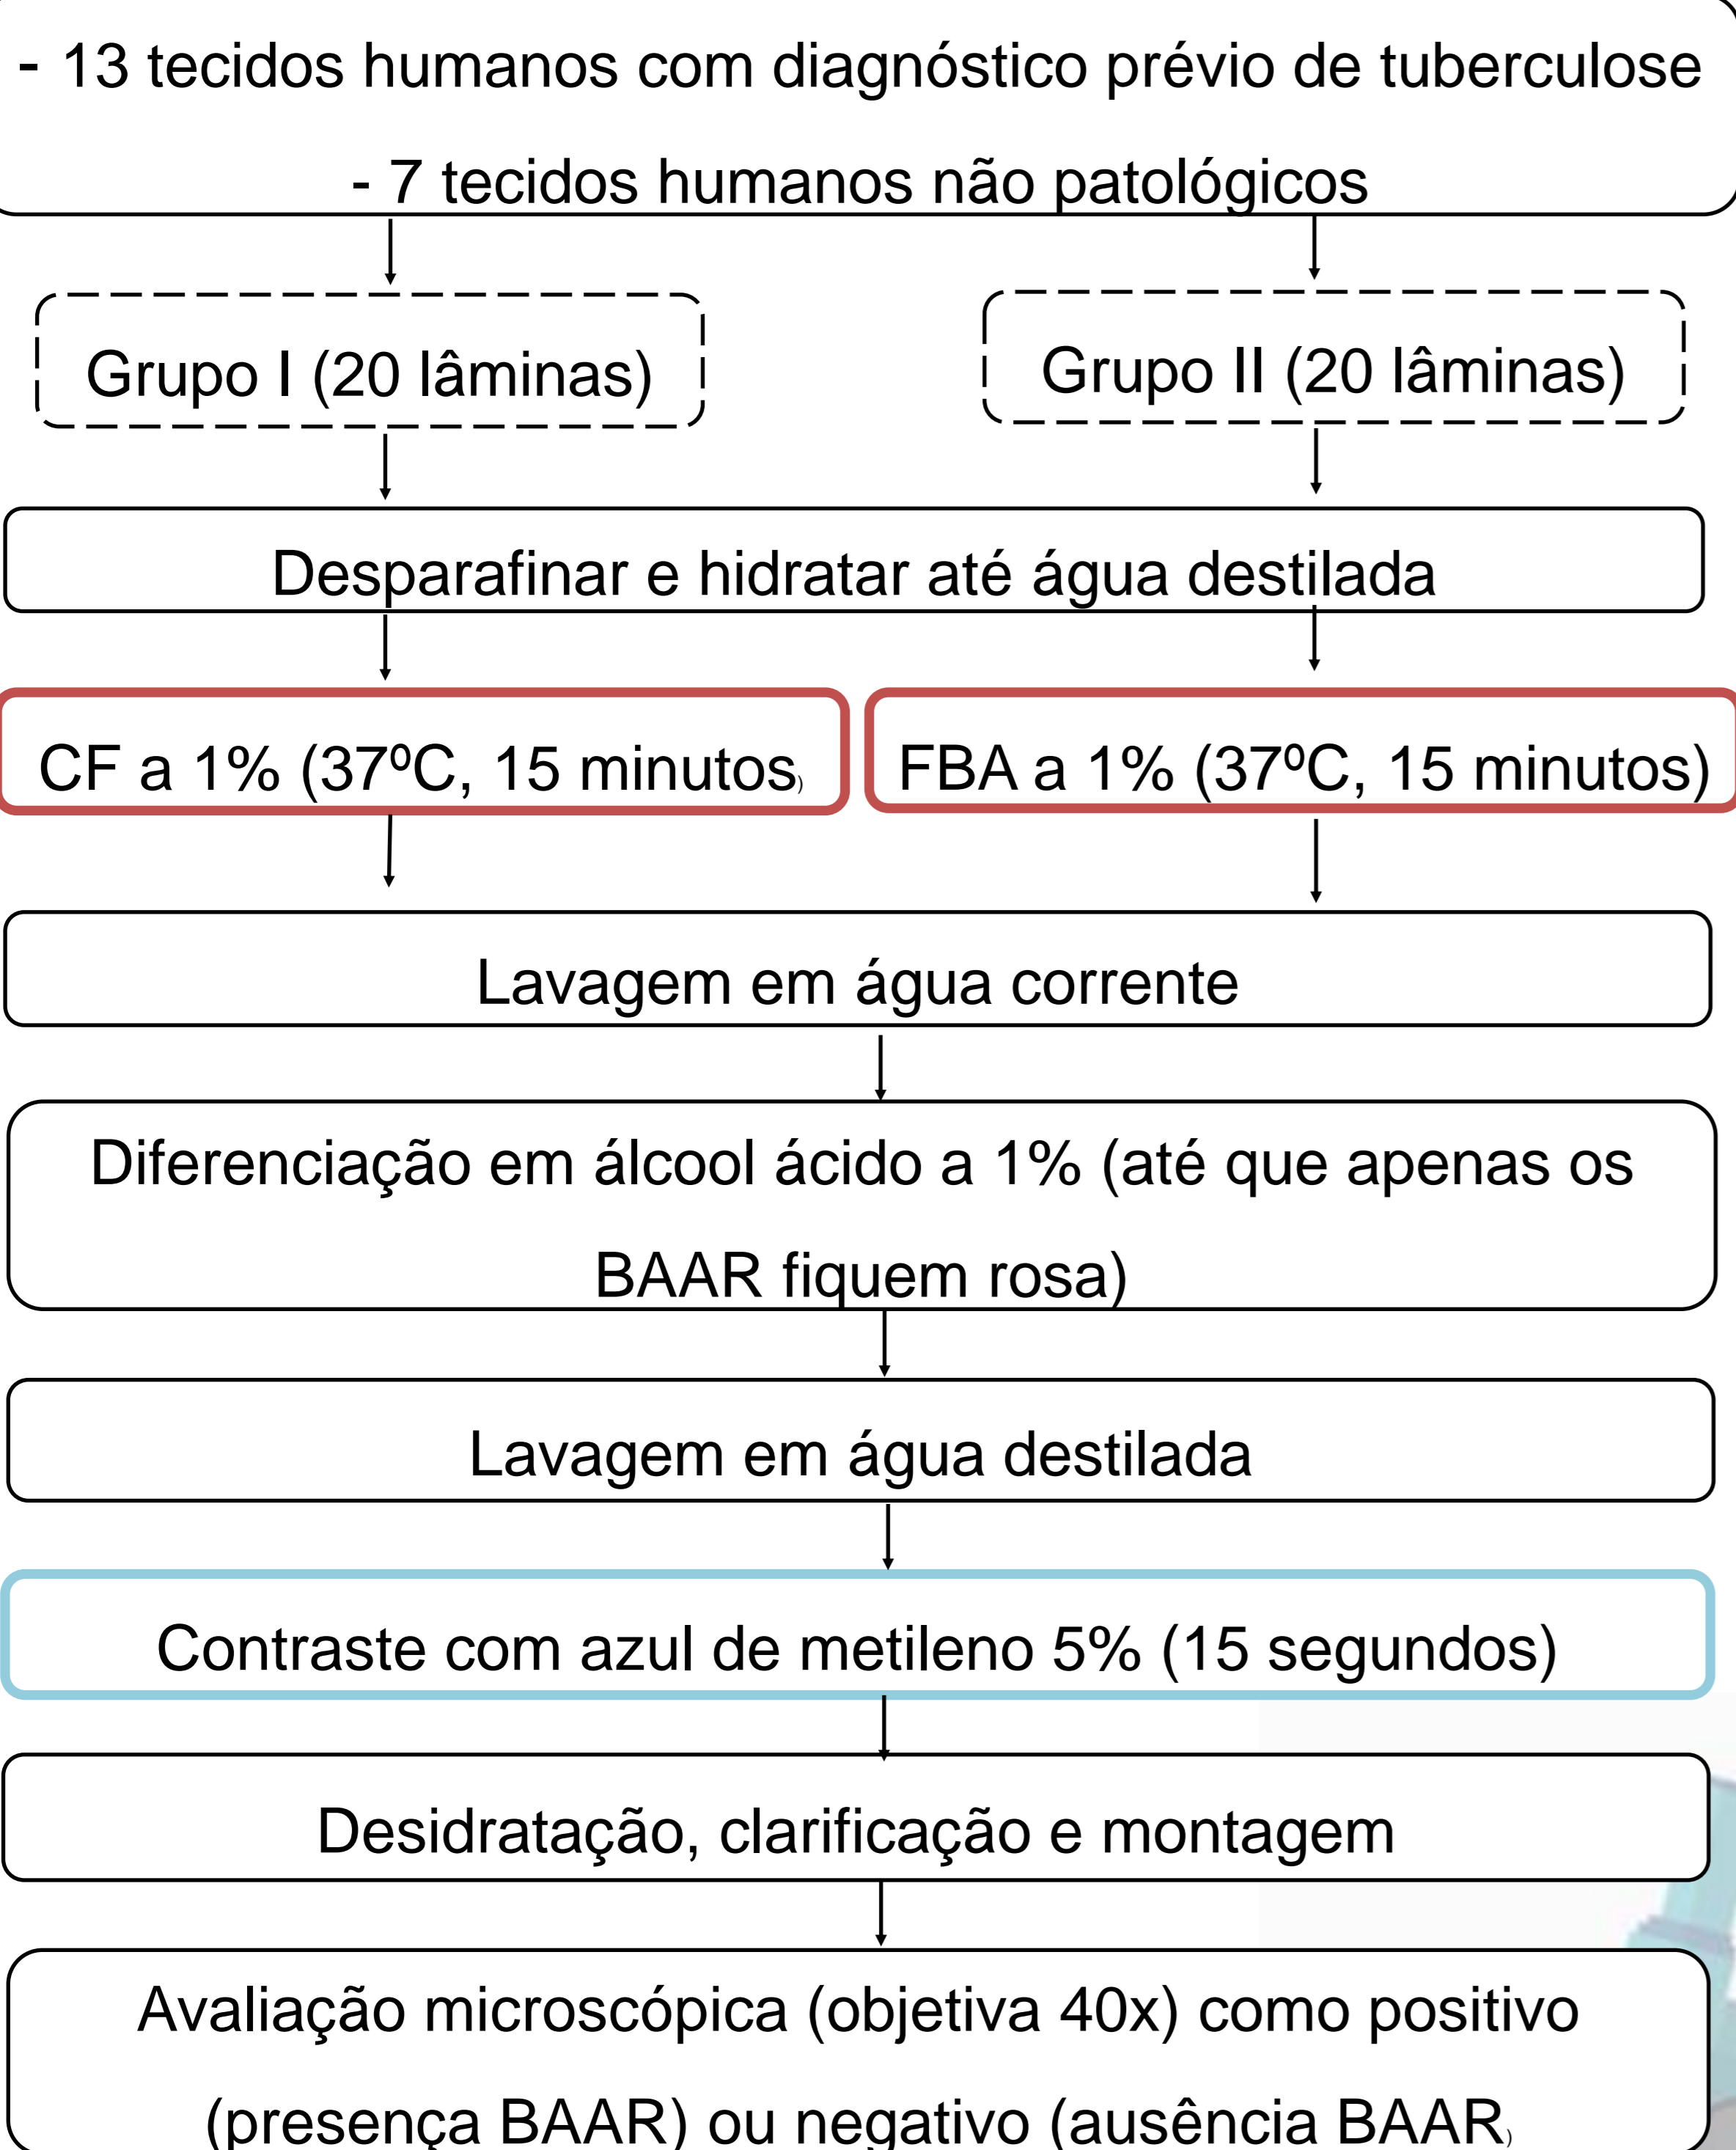 - 13 tecidos humanos com diagnóstico prévio de tuberculose
- 7 tecidos humanos não patológicos
Grupo I (20 lâminas)
Grupo II (20 lâminas)
Desparafinar e hidratar até água destilada
CF a 1% (37ºC, 15 minutos)
FBA a 1% (37ºC, 15 minutos)
Lavagem em água corrente
Diferenciação em álcool ácido a 1% (até que apenas os
BAAR fiquem rosa)
Lavagem em água destilada
Contraste com azul de metileno 5% (15 segundos)
Desidratação, clarificação e montagem
Avaliação microscópica (objetiva 40x) como positivo
(presença BAAR) ou negativo (ausência BAAR)